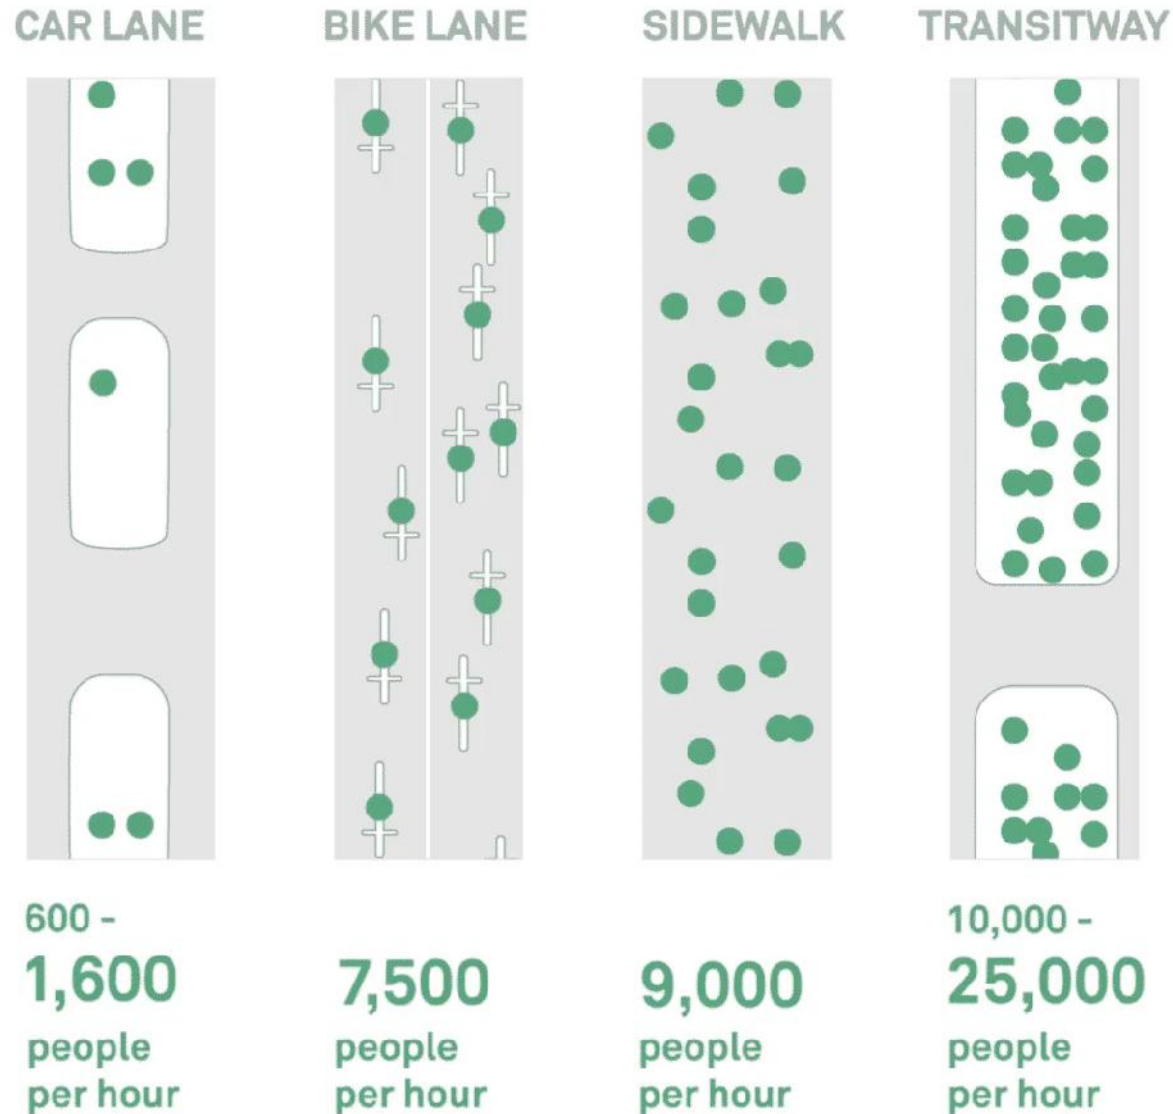 CAR LANE
BIKE LANE
SIDEWALK
TRANSITWAY
600 -
1,600
people
per hour
7,500
people
per hour
9,000
people
per hour
10,000 -
25,000
people
per hour